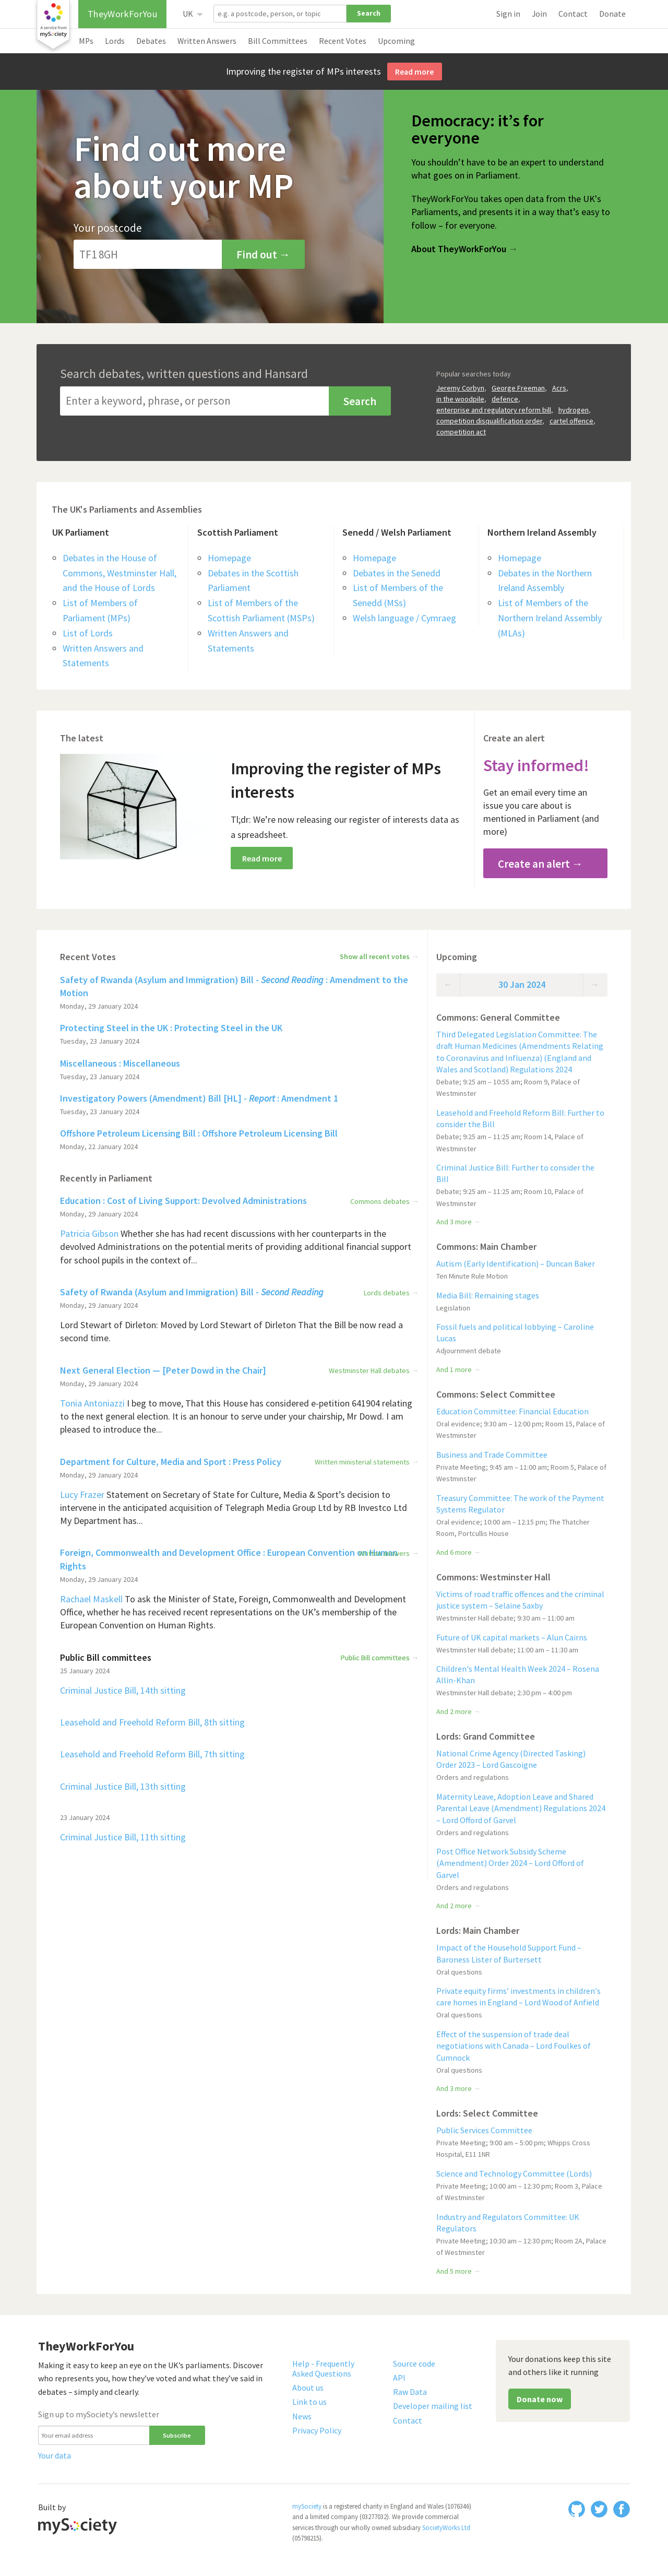 a service from
mySociety
TheyWorkForYou
UK
e.g. a postcode, person, or topic
Search
Sign in
Join
Contact
Donate
MPs
Lords
Debates
Written Answers
Bill Committees
Recent Votes
Upcoming
Improving the register of MPs interests
Read more
Find out more
about your MP
Your postcode
TF1 8GH
Find out →
Democracy: it’s for
everyone
You shouldn’t have to be an expert to understand
what goes on in Parliament.
TheyWorkForYou takes open data from the UK’s
Parliaments, and presents it in a way that’s easy to
follow – for everyone.
About TheyWorkForYou →
Search debates, written questions and Hansard
Enter a keyword, phrase, or person
Search
Popular searches today
Jeremy Corbyn, George Freeman, Acrs,
in the woodpile, defence,
enterprise and regulatory reform bill, hydrogen,
competition disqualification order, cartel offence,
competition act
The UK's Parliaments and Assemblies
UK Parliament
Debates in the House of
Commons, Westminster Hall,
and the House of Lords
List of Members of
Parliament (MPs)
List of Lords
Written Answers and
Statements
Scottish Parliament
Homepage
Debates in the Scottish
Parliament
List of Members of the
Scottish Parliament (MSPs)
Written Answers and
Statements
Senedd / Welsh Parliament
Homepage
Debates in the Senedd
List of Members of the
Senedd (MSs)
Welsh language / Cymraeg
Northern Ireland Assembly
Homepage
Debates in the Northern
Ireland Assembly
List of Members of the
Northern Ireland Assembly
(MLAs)
The latest
Improving the register of MPs
interests
Tl;dr: We’re now releasing our register of interests data as
a spreadsheet.
Read more
Create an alert
Stay informed!
Get an email every time an
issue you care about is
mentioned in Parliament (and
more)
Create an alert →
Recent Votes
Show all recent votes →
Safety of Rwanda (Asylum and Immigration) Bill - Second Reading : Amendment to the
Motion
Monday, 29 January 2024
Protecting Steel in the UK : Protecting Steel in the UK
Tuesday, 23 January 2024
Miscellaneous : Miscellaneous
Tuesday, 23 January 2024
Investigatory Powers (Amendment) Bill [HL] - Report : Amendment 1
Tuesday, 23 January 2024
Offshore Petroleum Licensing Bill : Offshore Petroleum Licensing Bill
Monday, 22 January 2024
Recently in Parliament
Education : Cost of Living Support: Devolved Administrations
Commons debates →
Monday, 29 January 2024
Patricia Gibson Whether she has had recent discussions with her counterparts in the
devolved Administrations on the potential merits of providing additional financial support
for school pupils in the context of...
Safety of Rwanda (Asylum and Immigration) Bill - Second Reading
Lords debates →
Monday, 29 January 2024
Lord Stewart of Dirleton: Moved by Lord Stewart of Dirleton That the Bill be now read a
second time.
Next General Election — [Peter Dowd in the Chair]
Westminster Hall debates →
Monday, 29 January 2024
Tonia Antoniazzi I beg to move, That this House has considered e-petition 641904 relating
to the next general election. It is an honour to serve under your chairship, Mr Dowd. I am
pleased to introduce the...
Department for Culture, Media and Sport : Press Policy
Written ministerial statements →
Monday, 29 January 2024
Lucy Frazer Statement on Secretary of State for Culture, Media & Sport’s decision to
intervene in the anticipated acquisition of Telegraph Media Group Ltd by RB Investco Ltd
My Department has...
Foreign, Commonwealth and Development Office : European Convention on Human
Rights
Monday, 29 January 2024
Rachael Maskell To ask the Minister of State, Foreign, Commonwealth and Development
Office, whether he has received recent representations on the UK’s membership of the
European Convention on Human Rights.
Public Bill committees
Public Bill committees →
25 January 2024
Criminal Justice Bill, 14th sitting
Leasehold and Freehold Reform Bill, 8th sitting
Leasehold and Freehold Reform Bill, 7th sitting
Criminal Justice Bill, 13th sitting
23 January 2024
Criminal Justice Bill, 11th sitting
Upcoming
← 30 Jan 2024 →
Commons: General Committee
Third Delegated Legislation Committee: The
draft Human Medicines (Amendments Relating
to Coronavirus and Influenza) (England and
Wales and Scotland) Regulations 2024
Debate; 9:25 am – 10:55 am; Room 9, Palace of
Westminster
Leasehold and Freehold Reform Bill: Further to
consider the Bill
Debate; 9:25 am – 11:25 am; Room 14, Palace of
Westminster
Criminal Justice Bill: Further to consider the
Bill
Debate; 9:25 am – 11:25 am; Room 10, Palace of
Westminster
And 3 more →
Commons: Main Chamber
Autism (Early Identification) – Duncan Baker
Ten Minute Rule Motion
Media Bill: Remaining stages
Legislation
Fossil fuels and political lobbying – Caroline
Lucas
Adjournment debate
And 1 more →
Commons: Select Committee
Education Committee: Financial Education
Oral evidence; 9:30 am – 12:00 pm; Room 15, Palace of
Westminster
Business and Trade Committee
Private Meeting; 9:45 am – 11:00 am; Room 5, Palace of
Westminster
Treasury Committee: The work of the Payment
Systems Regulator
Oral evidence; 10:00 am – 12:15 pm; The Thatcher
Room, Portcullis House
And 6 more →
Commons: Westminster Hall
Victims of road traffic offences and the criminal
justice system – Selaine Saxby
Westminster Hall debate; 9:30 am – 11:00 am
Future of UK capital markets – Alun Cairns
Westminster Hall debate; 11:00 am – 11:30 am
Children's Mental Health Week 2024 – Rosena
Allin-Khan
Westminster Hall debate; 2:30 pm – 4:00 pm
And 2 more →
Lords: Grand Committee
National Crime Agency (Directed Tasking)
Order 2023 – Lord Gascoigne
Orders and regulations
Maternity Leave, Adoption Leave and Shared
Parental Leave (Amendment) Regulations 2024
– Lord Offord of Garvel
Orders and regulations
Post Office Network Subsidy Scheme
(Amendment) Order 2024 – Lord Offord of
Garvel
Orders and regulations
And 2 more →
Lords: Main Chamber
Impact of the Household Support Fund –
Baroness Lister of Burtersett
Oral questions
Private equity firms' investments in children's
care homes in England – Lord Wood of Anfield
Oral questions
Effect of the suspension of trade deal
negotiations with Canada – Lord Foulkes of
Cumnock
Oral questions
And 3 more →
Lords: Select Committee
Public Services Committee
Private Meeting; 9:00 am – 5:00 pm; Whipps Cross
Hospital, E11 1NR
Science and Technology Committee (Lords)
Private Meeting; 10:00 am – 12:30 pm; Room 3, Palace
of Westminster
Industry and Regulators Committee: UK
Regulators
Private Meeting; 10:30 am – 12:30 pm; Room 2A, Palace
of Westminster
And 5 more →
TheyWorkForYou
Making it easy to keep an eye on the UK’s parliaments. Discover
who represents you, how they’ve voted and what they’ve said in
debates – simply and clearly.
Sign up to mySociety’s newsletter
Your email address
Subscribe
Your data
Help - Frequently
Asked Questions
About us
Link to us
News
Privacy Policy
Source code
API
Raw Data
Developer mailing list
Contact
Your donations keep this site
and others like it running
Donate now
Built by
mySociety
mySociety is a registered charity in England and Wales (1076346)
and a limited company (03277032). We provide commercial
services through our wholly owned subsidiary SocietyWorks Ltd
(05798215).